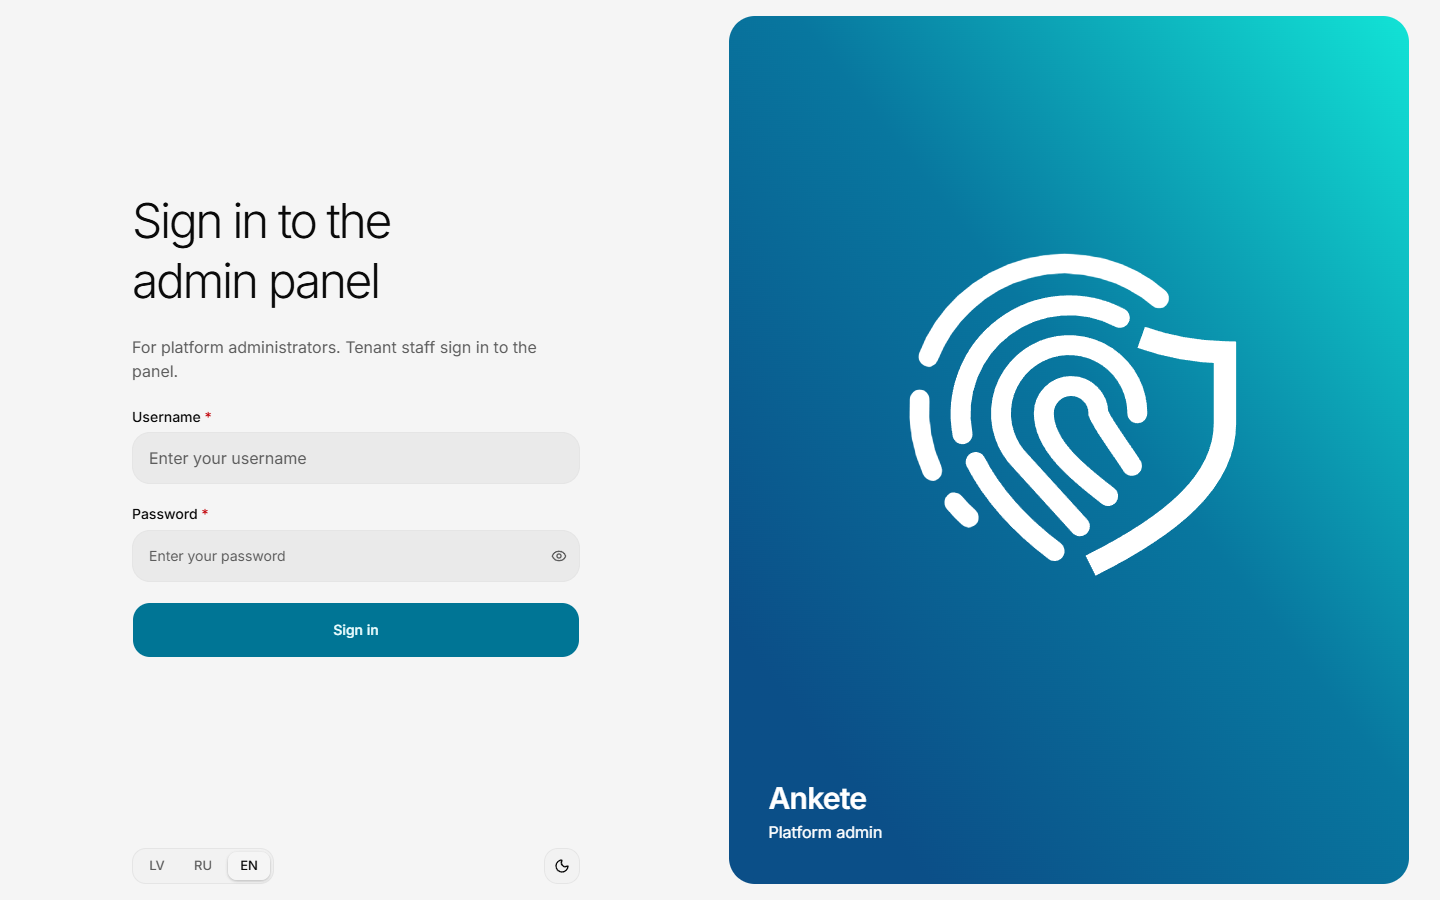 Sign in to the
admin panel
For platform administrators. Tenant staff sign in to the
panel.
Username *
Enter your username
Password *
Enter your password
Sign in
LV RU EN
Ankete
Platform admin